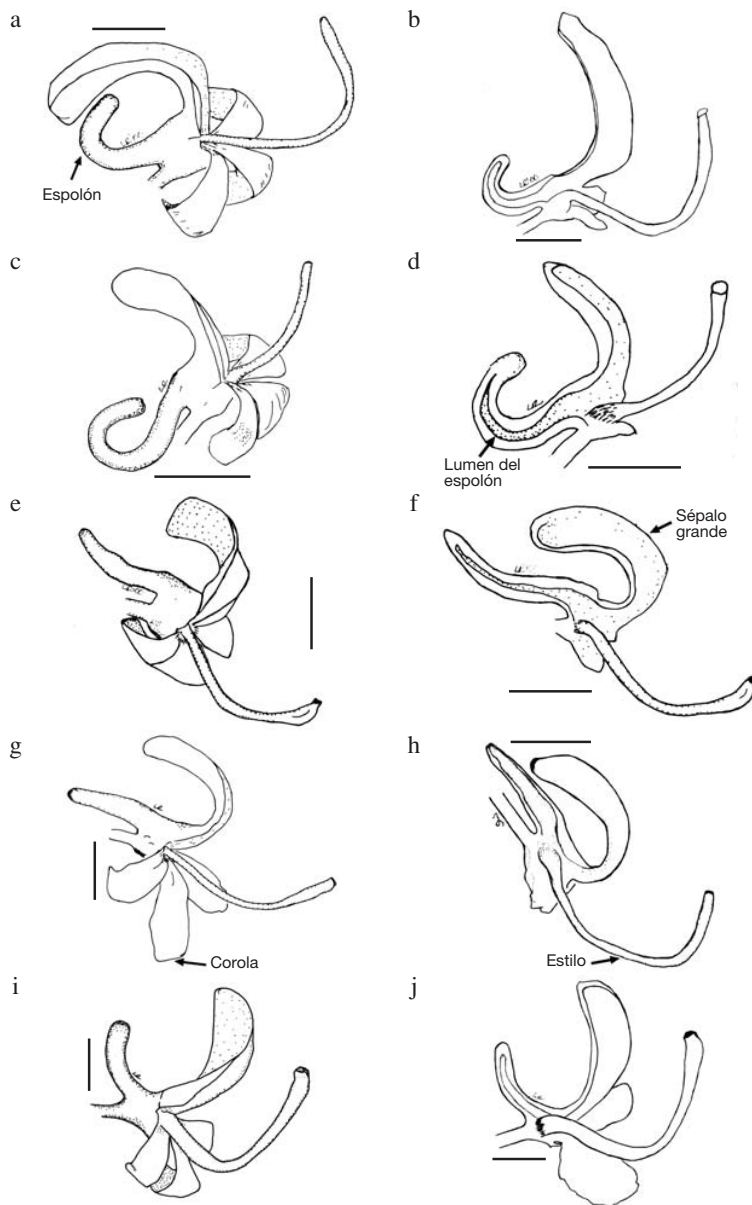 a
b
Espolón
c
d
Lumen del
espolón
e
f
Sépalo
grande
g
h
Corola
Estilo
i
j